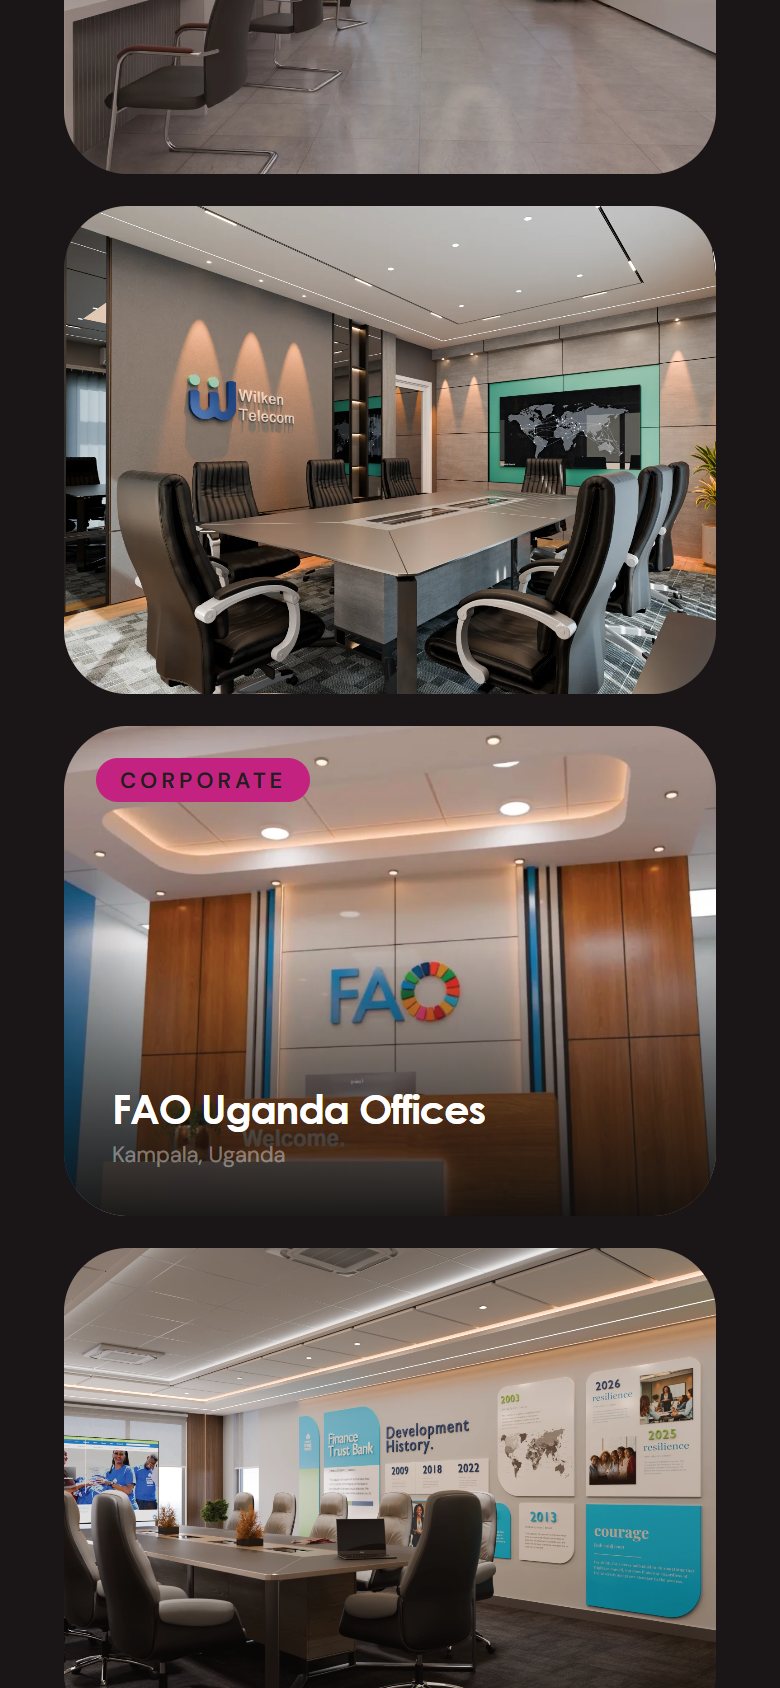 Wilken
Telecom
CORPORATE
FAO
Welcome.
FAO Uganda Offices
Kampala, Uganda
Finance
Trust Bank
Development
History.
2009 2018 2022
2003
2013
2026
resilience
2025
resilience
courage